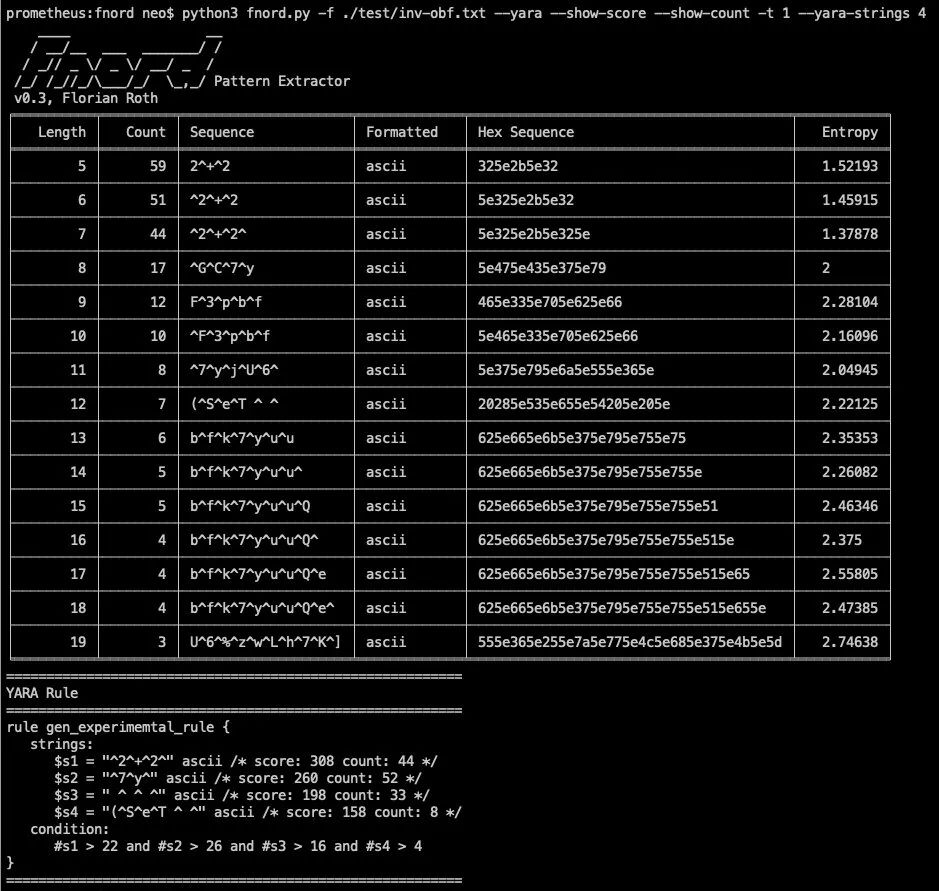 prometheus:fnord neo$ python3 fnord.py -f ./test/inv-obf.txt --yara --show-score --show-count -t 1 --yara-strings 4
Fnord Pattern Extractor
v0.3, Florian Roth
Length Count Sequence Formatted Hex Sequence Entropy
5 59 2^+^2 ascii 325e2b5e32 1.52193
6 51 ^2^+^2 ascii 5e325e2b5e32 1.45915
7 44 ^2^+^2^ ascii 5e325e2b5e325e 1.37878
8 17 ^G^C^7^y ascii 5e475e435e375e79 2
9 12 F^3^p^b^f ascii 465e335e705e625e66 2.28104
10 10 ^F^3^p^b^f ascii 5e465e335e705e625e66 2.16096
11 8 ^7^y^j^U^6^ ascii 5e375e795e6a5e555e365e 2.04945
12 7 (^S^e^T ^ ^ ascii 20285e535e655e54205e205e 2.22125
13 6 b^f^k^7^y^u^u ascii 625e665e6b5e375e795e755e75 2.35353
14 5 b^f^k^7^y^u^u^ ascii 625e665e6b5e375e795e755e755e 2.26082
15 5 b^f^k^7^y^u^u^Q ascii 625e665e6b5e375e795e755e755e51 2.46346
16 4 b^f^k^7^y^u^u^Q^ ascii 625e665e6b5e375e795e755e755e515e 2.375
17 4 b^f^k^7^y^u^u^Q^e ascii 625e665e6b5e375e795e755e755e515e65 2.55805
18 4 b^f^k^7^y^u^u^Q^e^ ascii 625e665e6b5e375e795e755e755e515e655e 2.47385
19 3 U^6^%^z^w^L^h^7^K^] ascii 555e365e255e7a5e775e4c5e685e375e4b5e5d 2.74638
YARA Rule
rule gen_experimemtal_rule {
strings:
$s1 = "^2^+^2^" ascii /* score: 308 count: 44 */
$s2 = "^7^y^" ascii /* score: 260 count: 52 */
$s3 = " ^ ^ ^" ascii /* score: 198 count: 33 */
$s4 = "(^S^e^T ^ ^" ascii /* score: 158 count: 8 */
condition:
#s1 > 22 and #s2 > 26 and #s3 > 16 and #s4 > 4
}